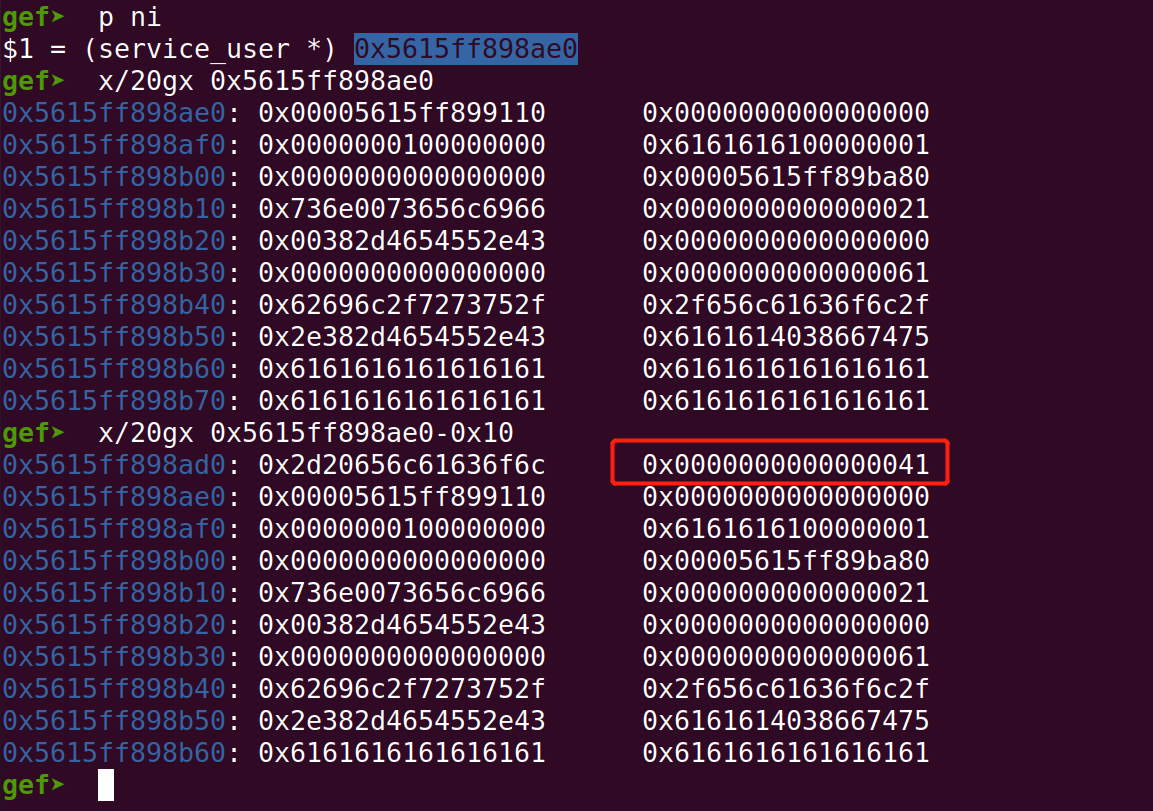 gef➤  p ni
$1 = (service_user *) 0x5615ff898ae0
gef➤  x/20gx 0x5615ff898ae0
0x5615ff898ae0: 0x00005615ff899110      0x0000000000000000
0x5615ff898af0: 0x0000000100000000      0x6161616100000001
0x5615ff898b00: 0x0000000000000000      0x00005615ff89ba80
0x5615ff898b10: 0x736e0073656c6966      0x0000000000000021
0x5615ff898b20: 0x00382d4654552e43      0x0000000000000000
0x5615ff898b30: 0x0000000000000000      0x0000000000000061
0x5615ff898b40: 0x62696c2f7273752f      0x2f656c61636f6c2f
0x5615ff898b50: 0x2e382d4654552e43      0x6161614038667475
0x5615ff898b60: 0x6161616161616161      0x6161616161616161
0x5615ff898b70: 0x6161616161616161      0x6161616161616161
gef➤  x/20gx 0x5615ff898ae0-0x10
0x5615ff898ad0: 0x2d20656c61636f6c      0x0000000000000041
0x5615ff898ae0: 0x00005615ff899110      0x0000000000000000
0x5615ff898af0: 0x0000000100000000      0x6161616100000001
0x5615ff898b00: 0x0000000000000000      0x00005615ff89ba80
0x5615ff898b10: 0x736e0073656c6966      0x0000000000000021
0x5615ff898b20: 0x00382d4654552e43      0x0000000000000000
0x5615ff898b30: 0x0000000000000000      0x0000000000000061
0x5615ff898b40: 0x62696c2f7273752f      0x2f656c61636f6c2f
0x5615ff898b50: 0x2e382d4654552e43      0x6161614038667475
0x5615ff898b60: 0x6161616161616161      0x6161616161616161
gef➤